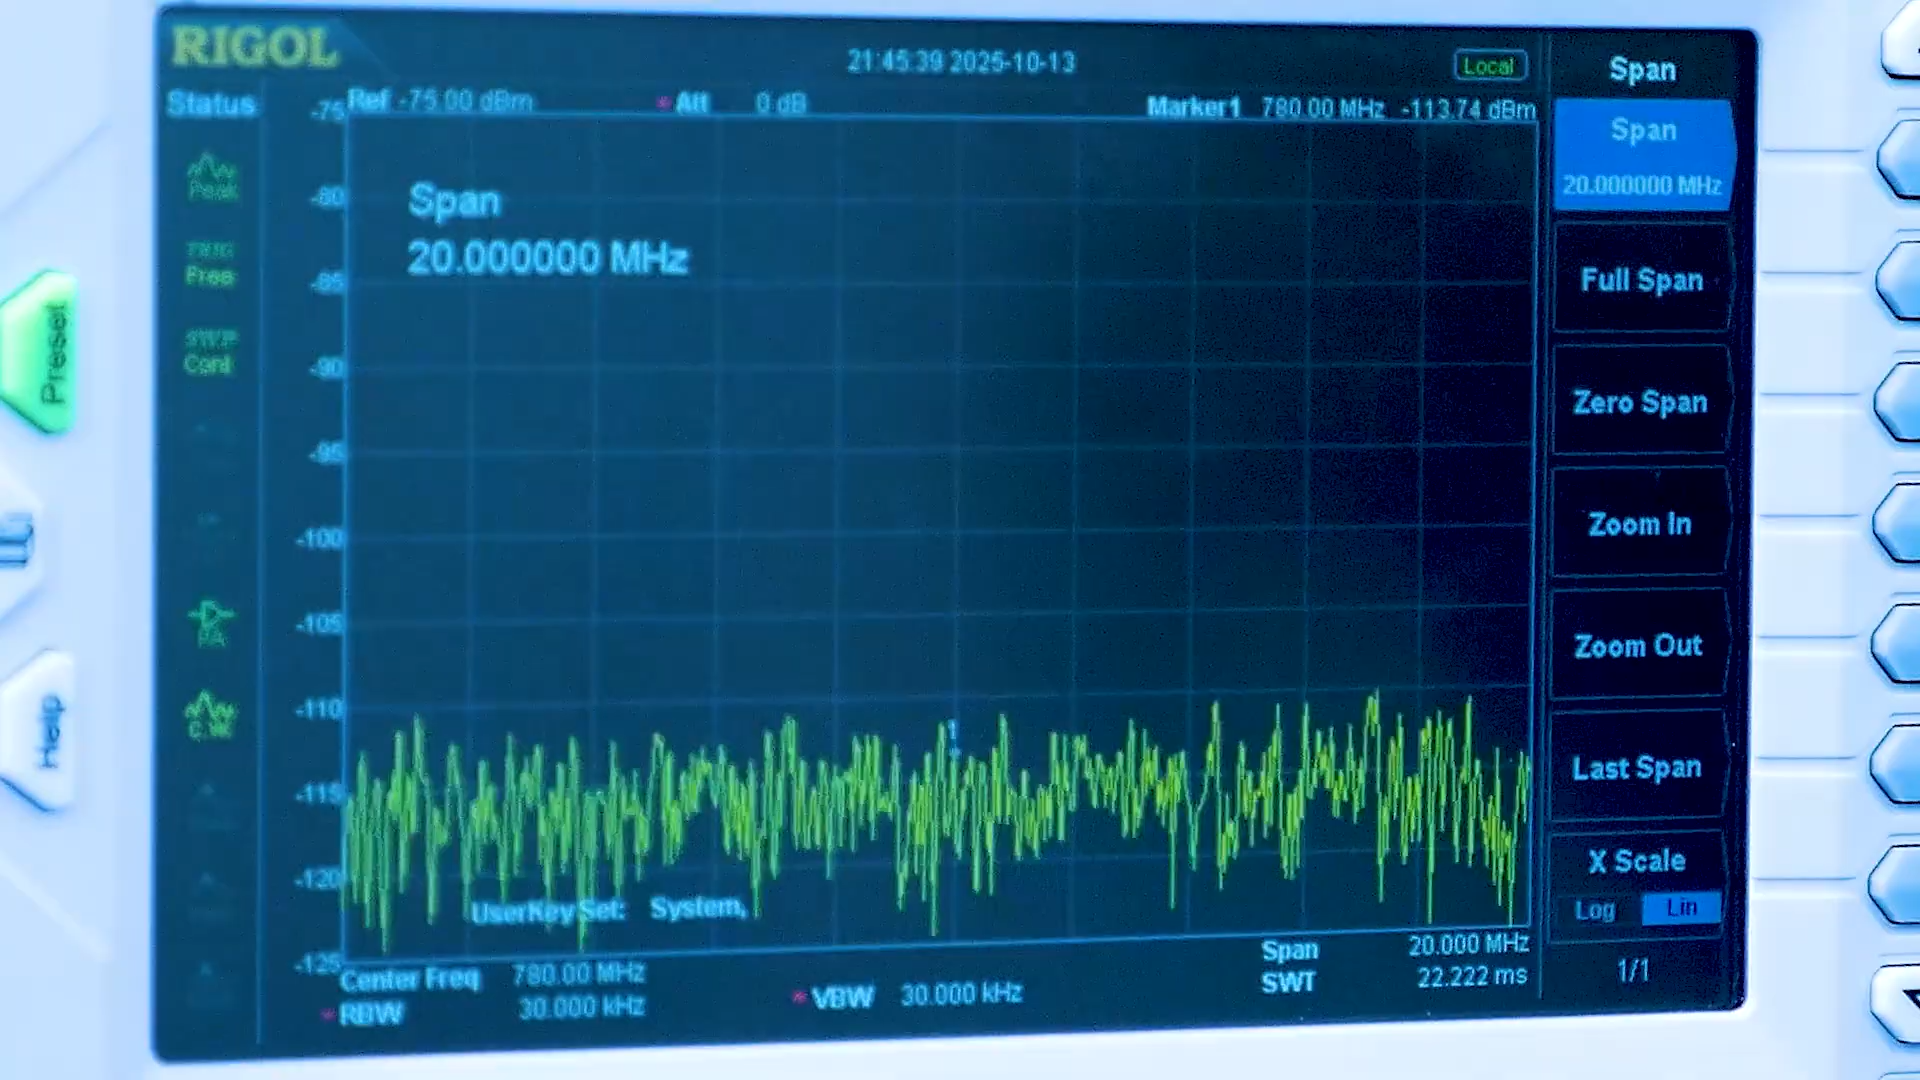 RIGOL
21:45:39 2025-10-13
Local
Status
Ref -75.00 dBm
Att 0 dB
Marker1 780.00 MHz -113.74 dBm
Peak
Free
Cont
PA
-75
-80
-85
-90
-95
-100
-105
-110
-115
-120
-125
Span
20.000000 MHz
1
UserKey Set: System,
Center Freq 780.00 MHz
RBW 30.000 kHz
VBW 30.000 kHz
Span 20.000 MHz
SWT 22.222 ms
Span
Span
20.000000 MHz
Full Span
Zero Span
Zoom In
Zoom Out
Last Span
X Scale
Log Lin
1/1
Preset
Help